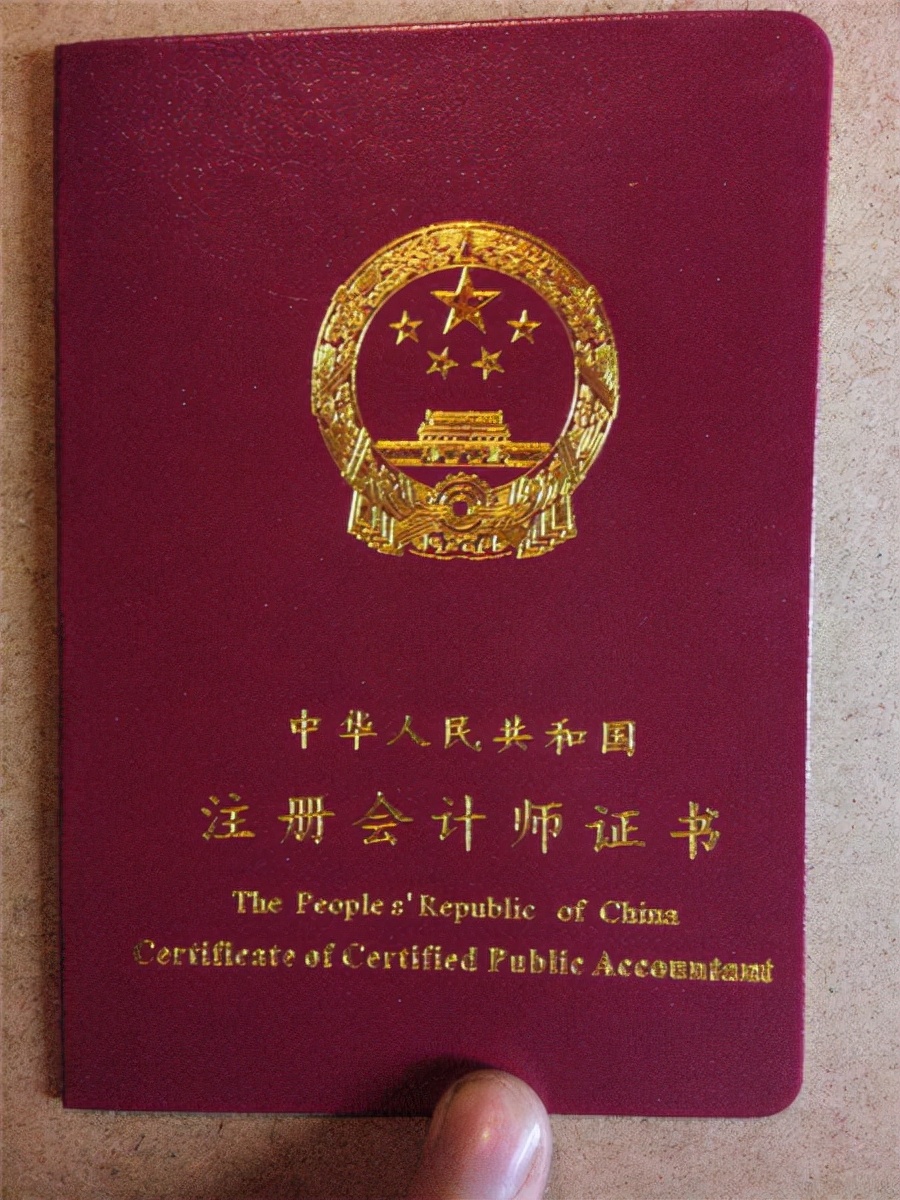 中华人民共和国
注册会计师证书
The Peoples' Republic of China
Certificate of Certified Public Accountant